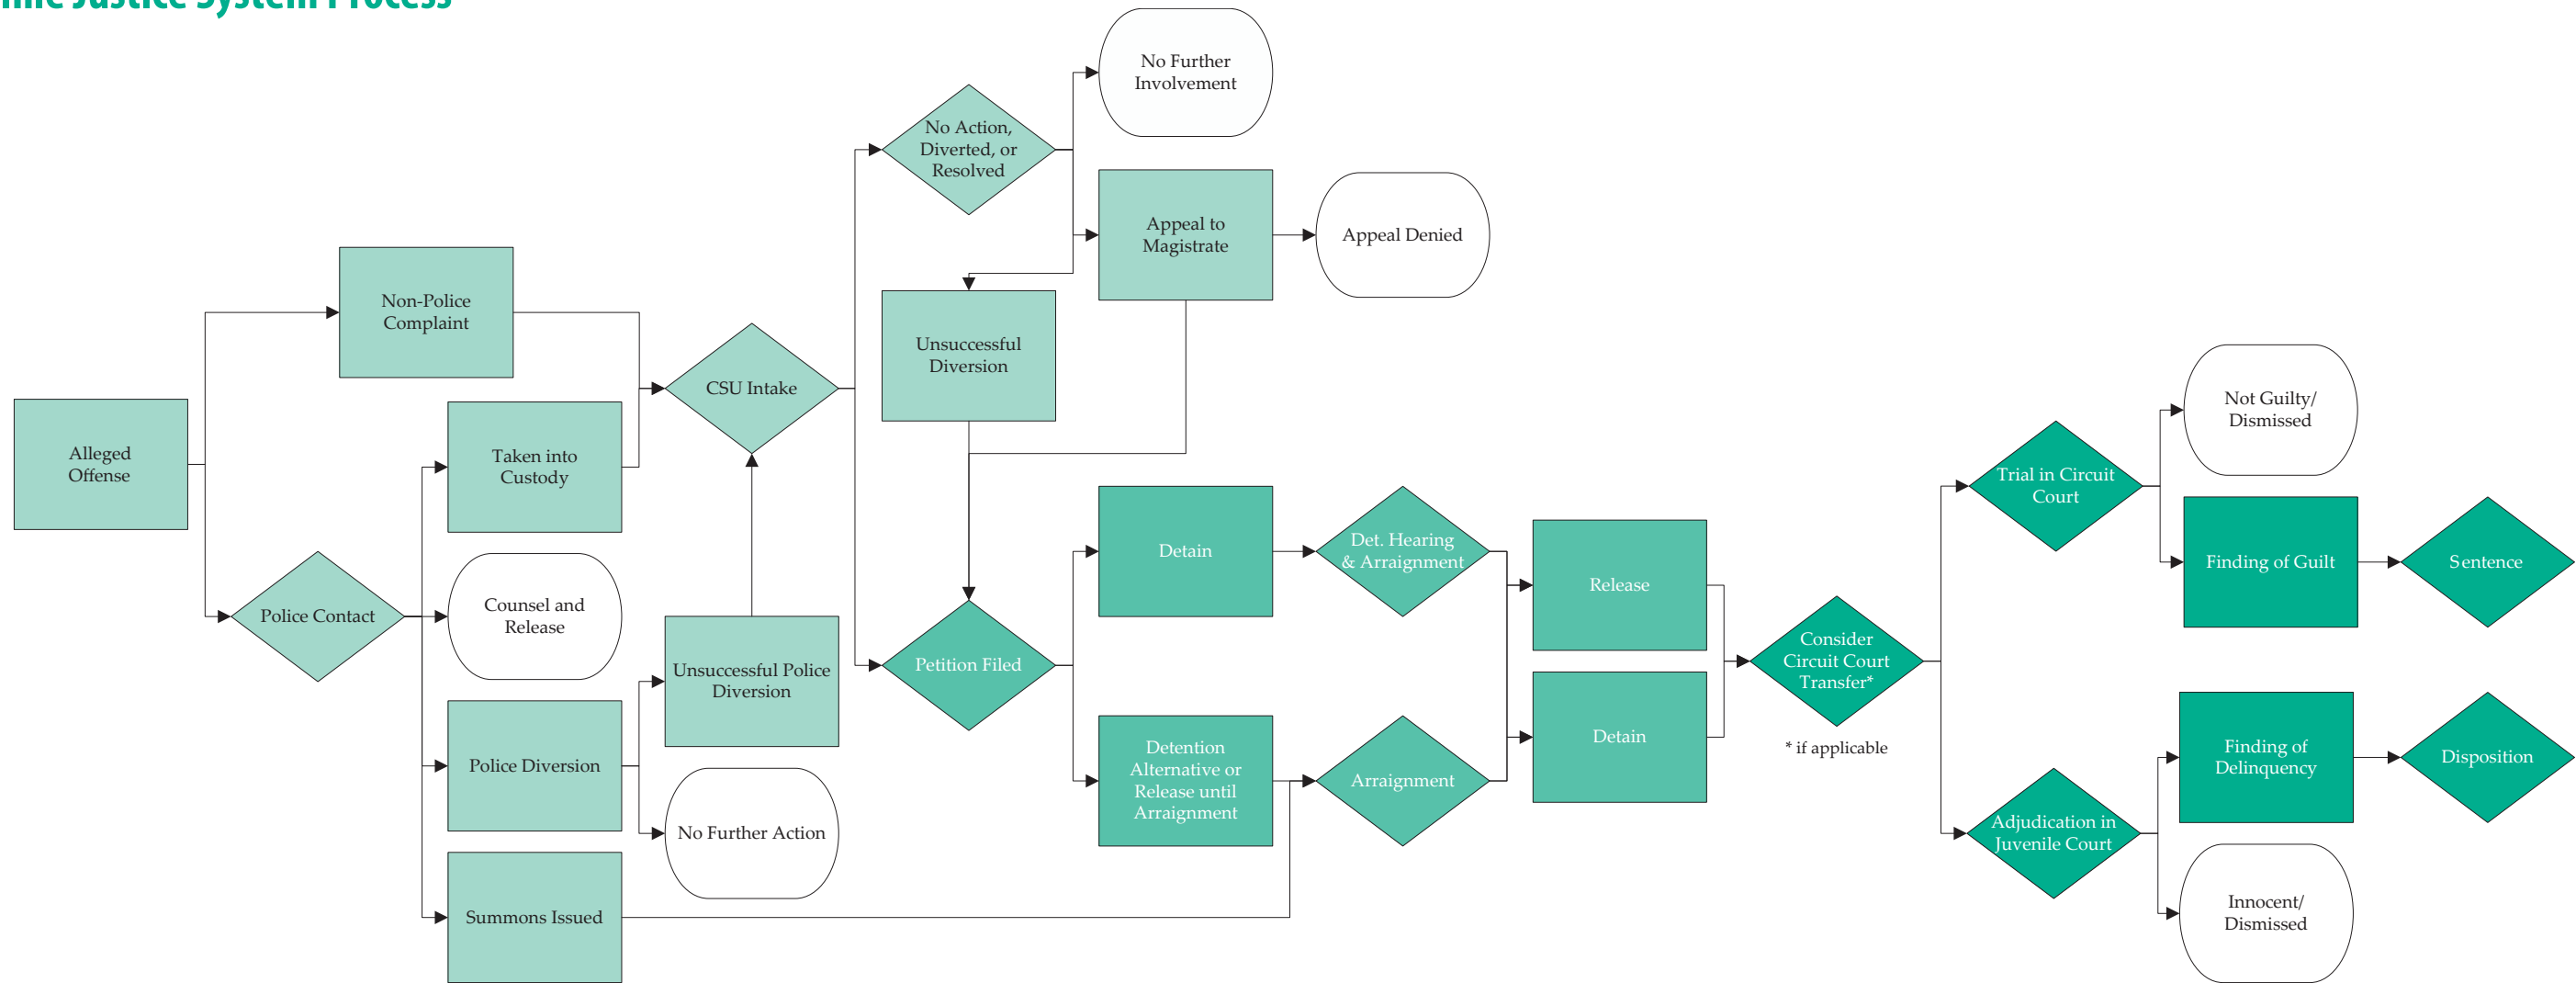 Justice System Process
No Further
Involvement
No Action,
Diverted, or
Resolved
Appeal to
Magistrate
Appeal Denied
Non-Police
Complaint
Unsuccessful
Diversion
CSU Intake
Alleged
Offense
Taken into
Custody
Not Guilty/
Dismissed
Trial in Circuit
Court
Detain
Det. Hearing
& Arraignment
Release
Finding of Guilt
Sentence
Police Contact
Counsel and
Release
Unsuccessful Police
Diversion
Petition Filed
Consider
Circuit Court
Transfer*
* if applicable
Police Diversion
No Further Action
Detention
Alternative or
Release until
Arraignment
Arraignment
Detain
Finding of
Delinquency
Disposition
Adjudication in
Juvenile Court
Summons Issued
Innocent/
Dismissed